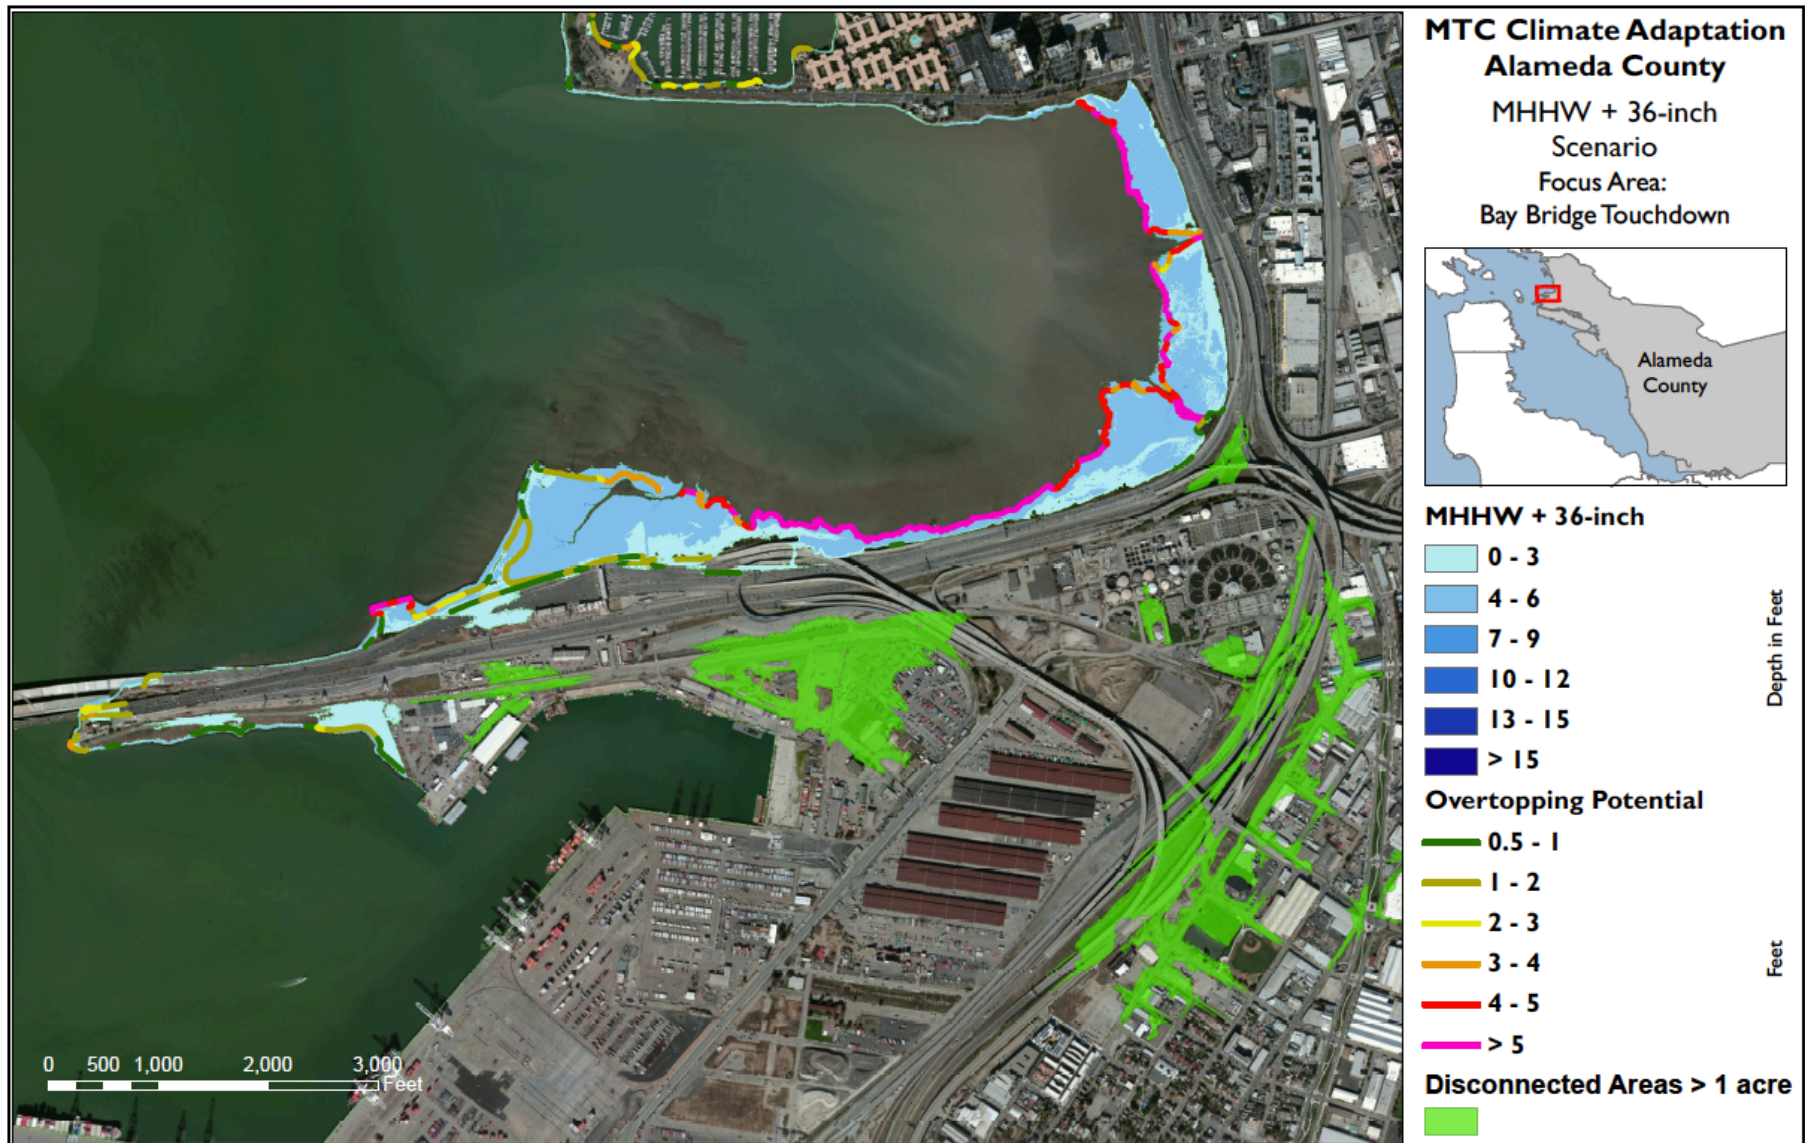 MTC Climate Adaptation
Alameda County
MHHW + 36-inch
Scenario
Focus Area:
Bay Bridge Touchdown
Alameda
County
MHHW + 36-inch
0 - 3
4 - 6
7 - 9
10 - 12
13 - 15
> 15
Depth in Feet
Overtopping Potential
0.5 - 1
1 - 2
2 - 3
3 - 4
4 - 5
> 5
Feet
Disconnected Areas > 1 acre
0 500 1,000 2,000 3,000
Feet